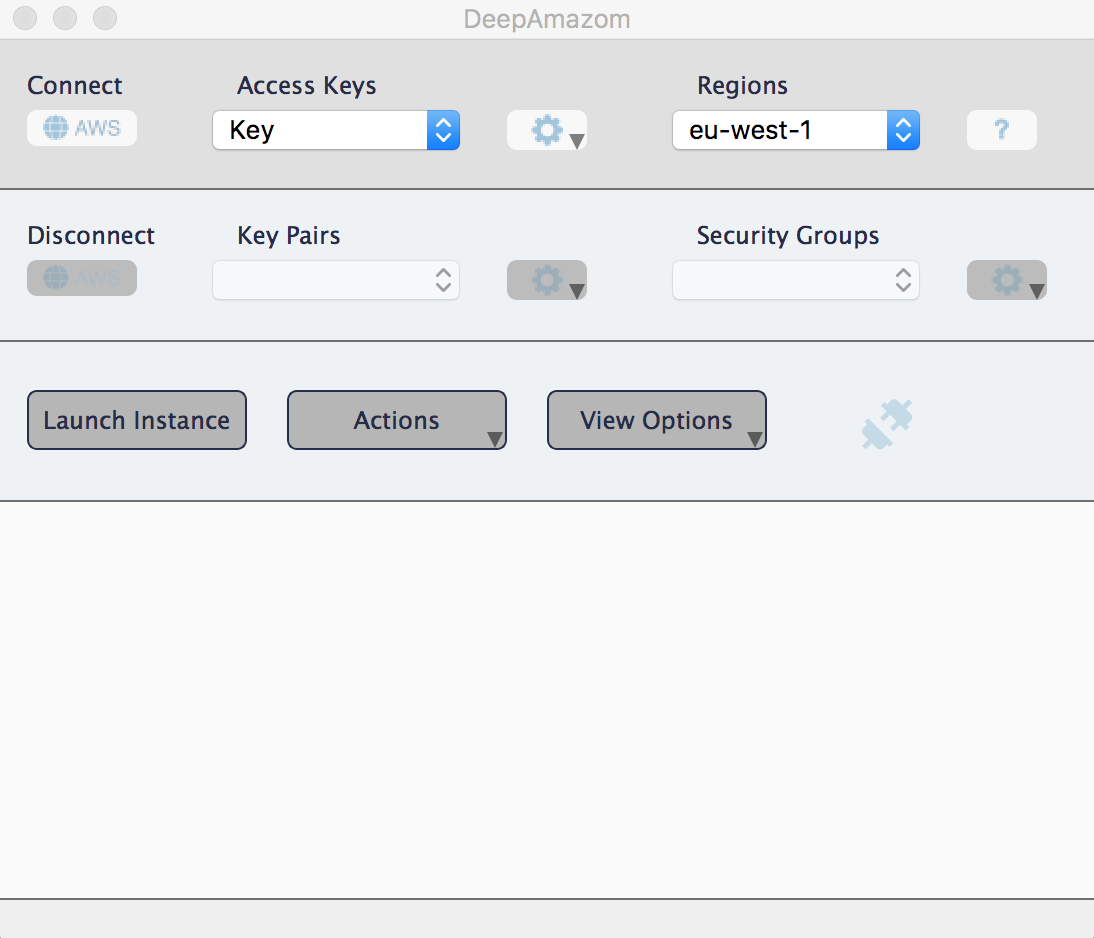 DeepAmazom
Connect Access Keys Regions
AWS Key eu-west-1 ?
Disconnect Key Pairs Security Groups
AWS
Launch Instance Actions View Options